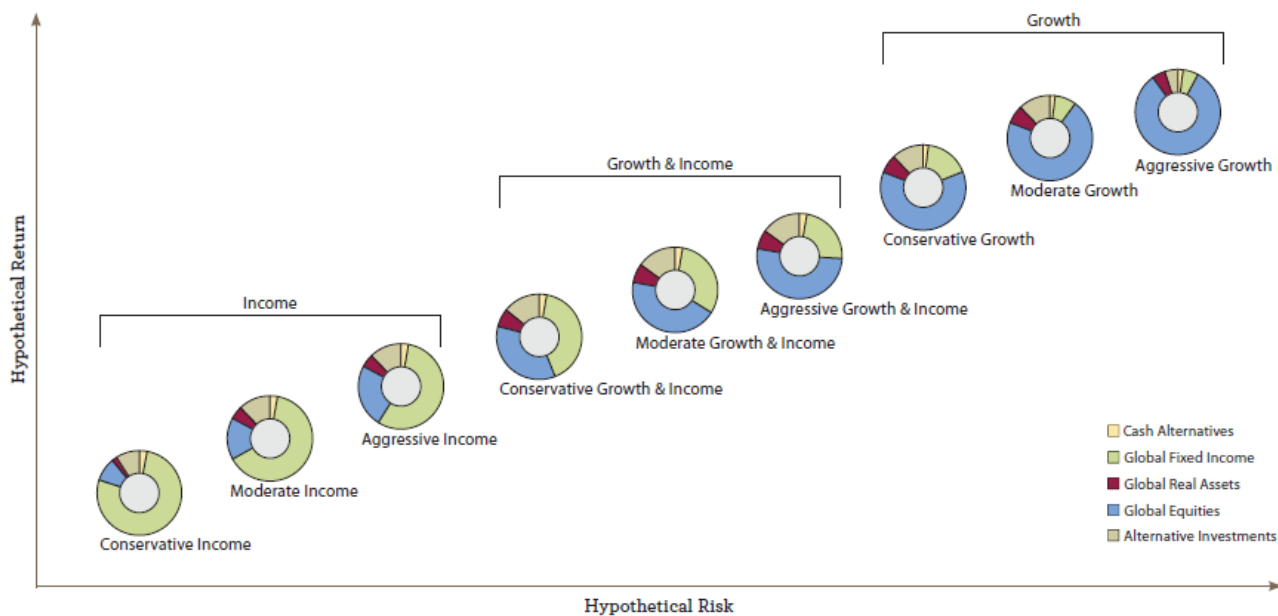 Growth
Aggressive Growth
Moderate Growth
Growth & Income
Conservative Growth
Aggressive Growth & Income
Income
Moderate Growth & Income
Conservative Growth & Income
Aggressive Income
Moderate Income
Conservative Income
Hypothetical Return
Cash Alternatives
Global Fixed Income
Global Real Assets
Global Equities
Alternative Investments
Hypothetical Risk